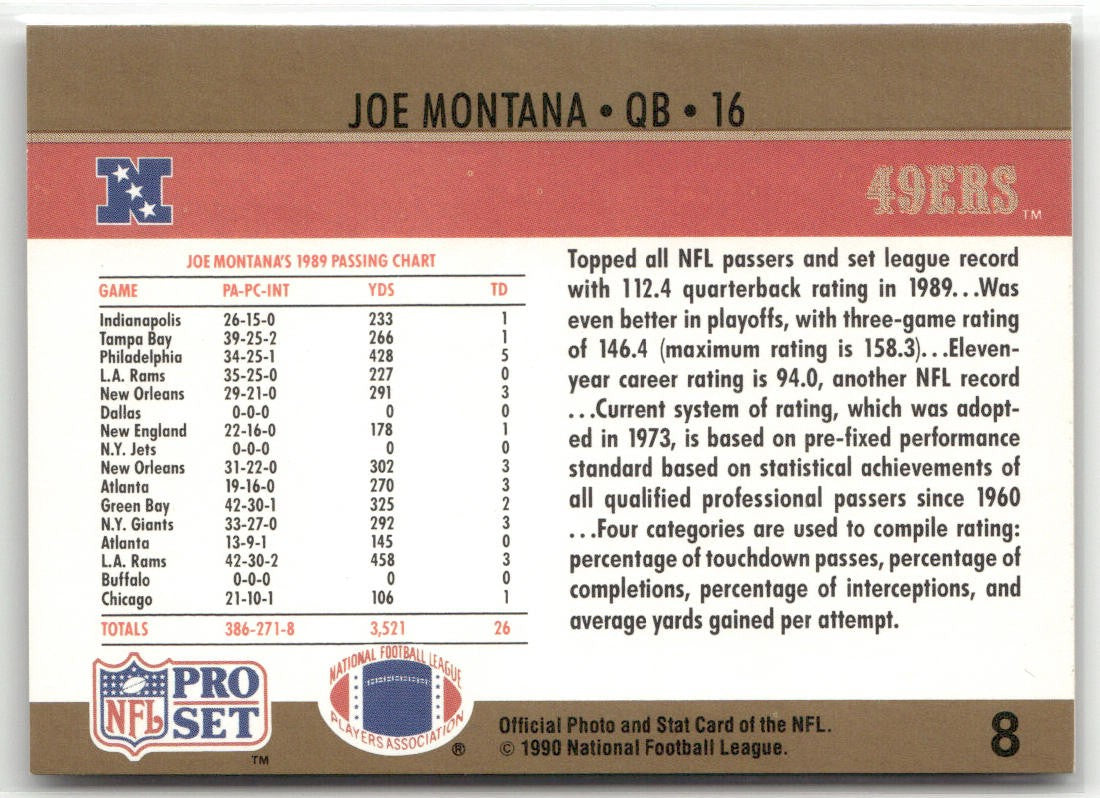 JOE MONTANA • QB • 16
N
49ERS
TM
JOE MONTANA'S 1989 PASSING CHART
GAME PA-PC-INT YDS TD
Indianapolis 26-15-0 233 1
Tampa Bay 39-25-2 266 1
Philadelphia 34-25-1 428 5
L.A. Rams 35-25-0 227 0
New Orleans 29-21-0 291 3
Dallas 0-0-0 0 0
New England 22-16-0 178 1
N.Y. Jets 0-0-0 0 0
New Orleans 31-22-0 302 3
Atlanta 19-16-0 270 3
Green Bay 42-30-1 325 2
N.Y. Giants 33-27-0 292 3
Atlanta 13-9-1 145 0
L.A. Rams 42-30-2 458 3
Buffalo 0-0-0 0 0
Chicago 21-10-1 106 1
TOTALS 386-271-8 3,521 26
Topped all NFL passers and set league record
with 112.4 quarterback rating in 1989...Was
even better in playoffs, with three-game rating
of 146.4 (maximum rating is 158.3)...Eleven-
year career rating is 94.0, another NFL record
...Current system of rating, which was adopt-
ed in 1973, is based on pre-fixed performance
standard based on statistical achievements of
all qualified professional passers since 1960
...Four categories are used to compile rating:
percentage of touchdown passes, percentage of
completions, percentage of interceptions, and
average yards gained per attempt.
NFL
PRO
SET
TM
NATIONAL FOOTBALL LEAGUE
PLAYERS ASSOCIATION
®
Official Photo and Stat Card of the NFL.
© 1990 National Football League.
8